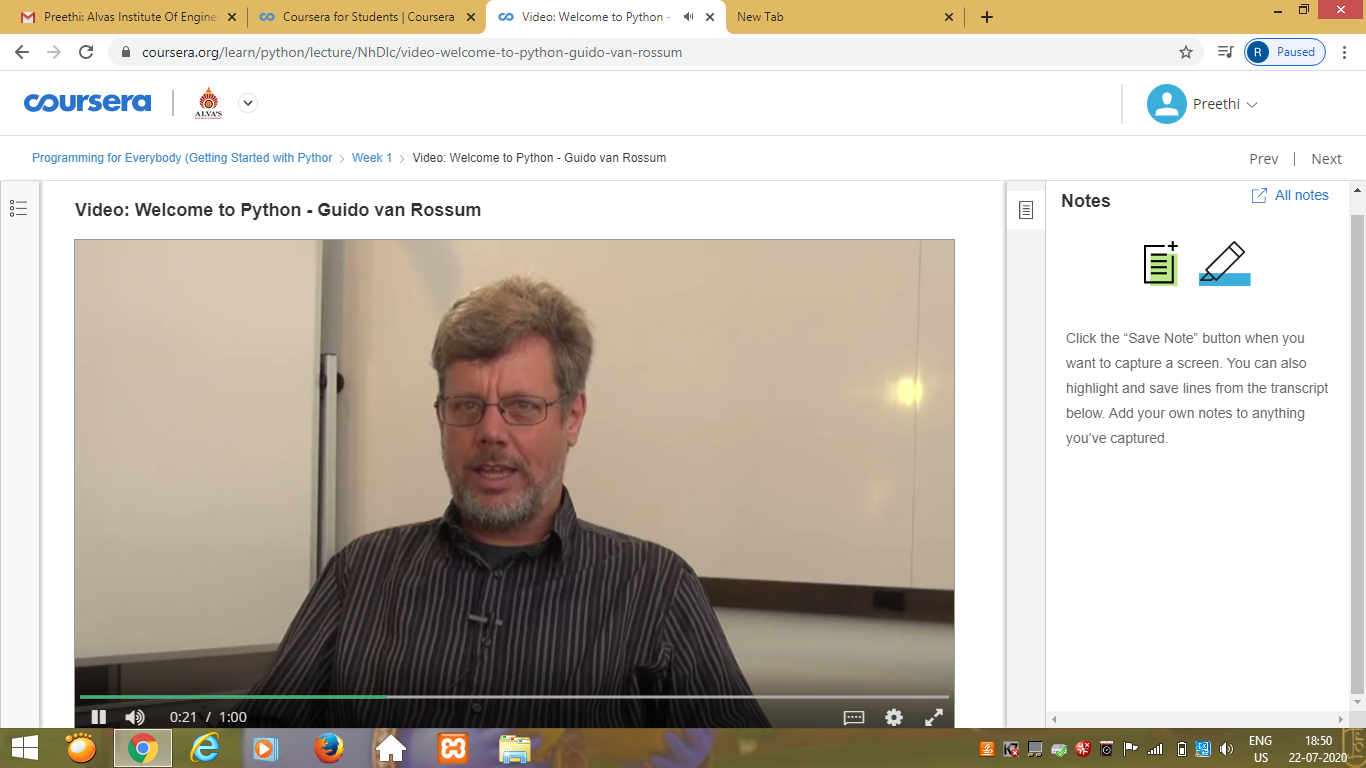 Preethi: Alvas Institute Of Engine
Coursera for Students | Coursera
Video: Welcome to Python -
New Tab
coursera.org/learn/python/lecture/NhDlc/video-welcome-to-python-guido-van-rossum
R Paused
coursera
ALVA'S
Preethi
Programming for Everybody (Getting Started with Python
Week 1
Video: Welcome to Python - Guido van Rossum
Prev | Next
Video: Welcome to Python - Guido van Rossum
Notes
All notes
Click the “Save Note” button when you
want to capture a screen. You can also
highlight and save lines from the transcript
below. Add your own notes to anything
you’ve captured.
0:21 / 1:00
ENG
US
18:50
22-07-2020